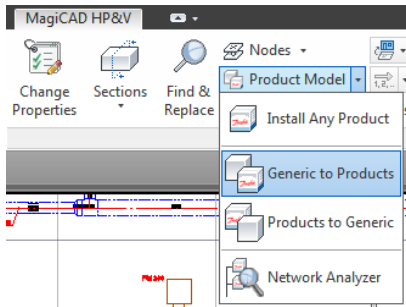 MagiCAD HP&V
Nodes
Product Model
Change
Properties
Sections
Find &
Replace
Install Any Product
Generic to Products
Products to Generic
Network Analyzer